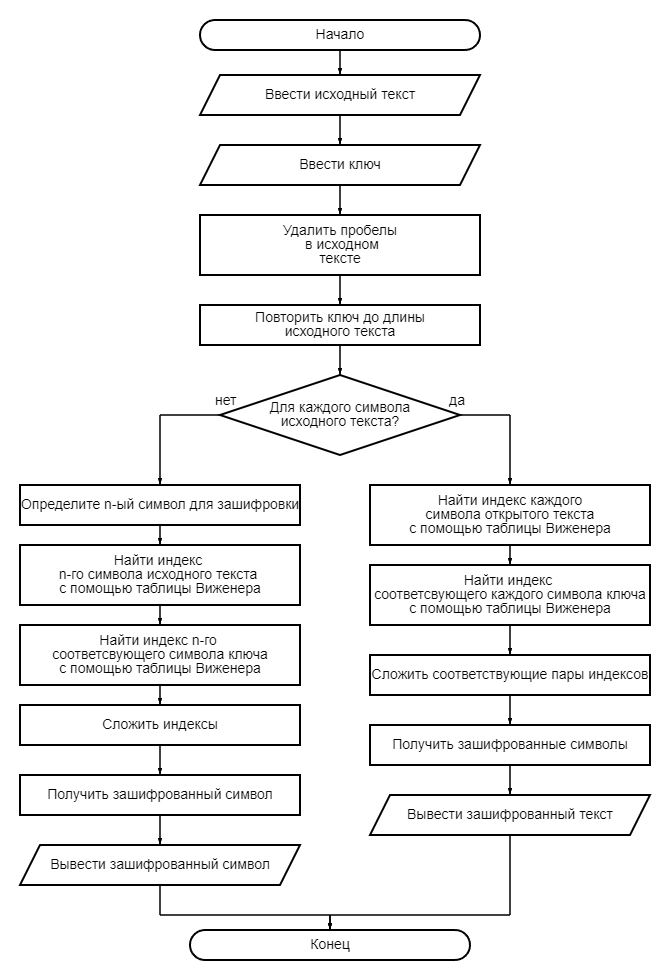 Начало
Ввести исходный текст
Ввести ключ
Удалить пробелы
в исходном
тексте
Повторить ключ до длины
исходного текста
нет
да
Для каждого символа
исходного текста?
Определите n-ый символ для зашифровки
Найти индекс
n-го символа исходного текста
с помощью таблицы Виженера
Найти индекс n-го
соответсвующего символа ключа
с помощью таблицы Виженера
Сложить индексы
Получить зашифрованный символ
Вывести зашифрованный символ
Найти индекс каждого
символа открытого текста
с помощью таблицы Виженера
Найти индекс
соответсвующего каждого символа ключа
с помощью таблицы Виженера
Сложить соответствующие пары индексов
Получить зашифрованные символы
Вывести зашифрованный текст
Конец